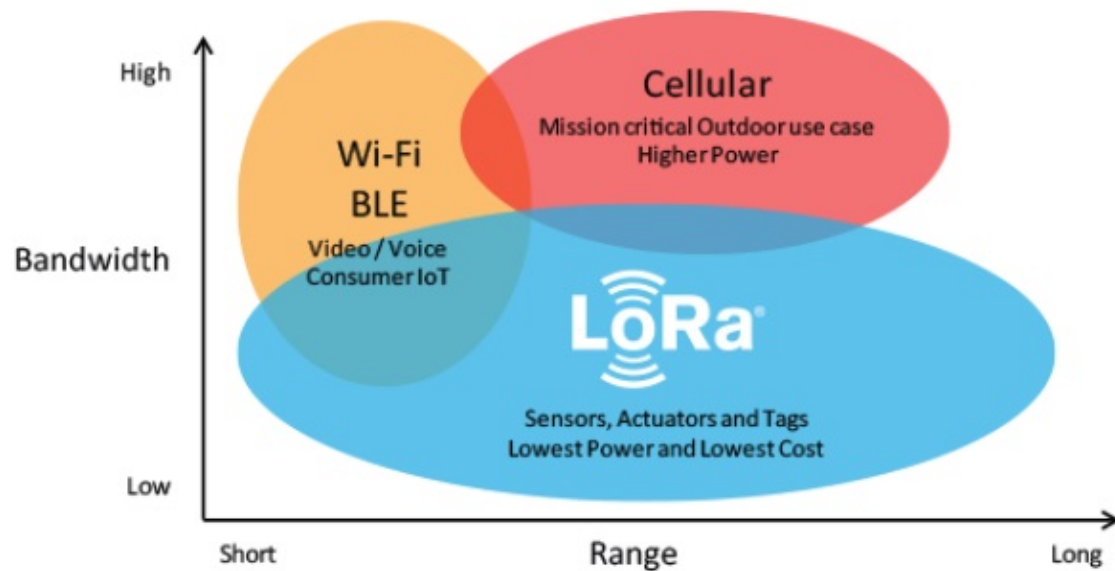 High
Cellular
Mission critical Outdoor use case
Higher Power
Wi-Fi
BLE
Video / Voice
Consumer IoT
Bandwidth
LoRa®
Sensors, Actuators and Tags
Lowest Power and Lowest Cost
Low
Short
Range
Long